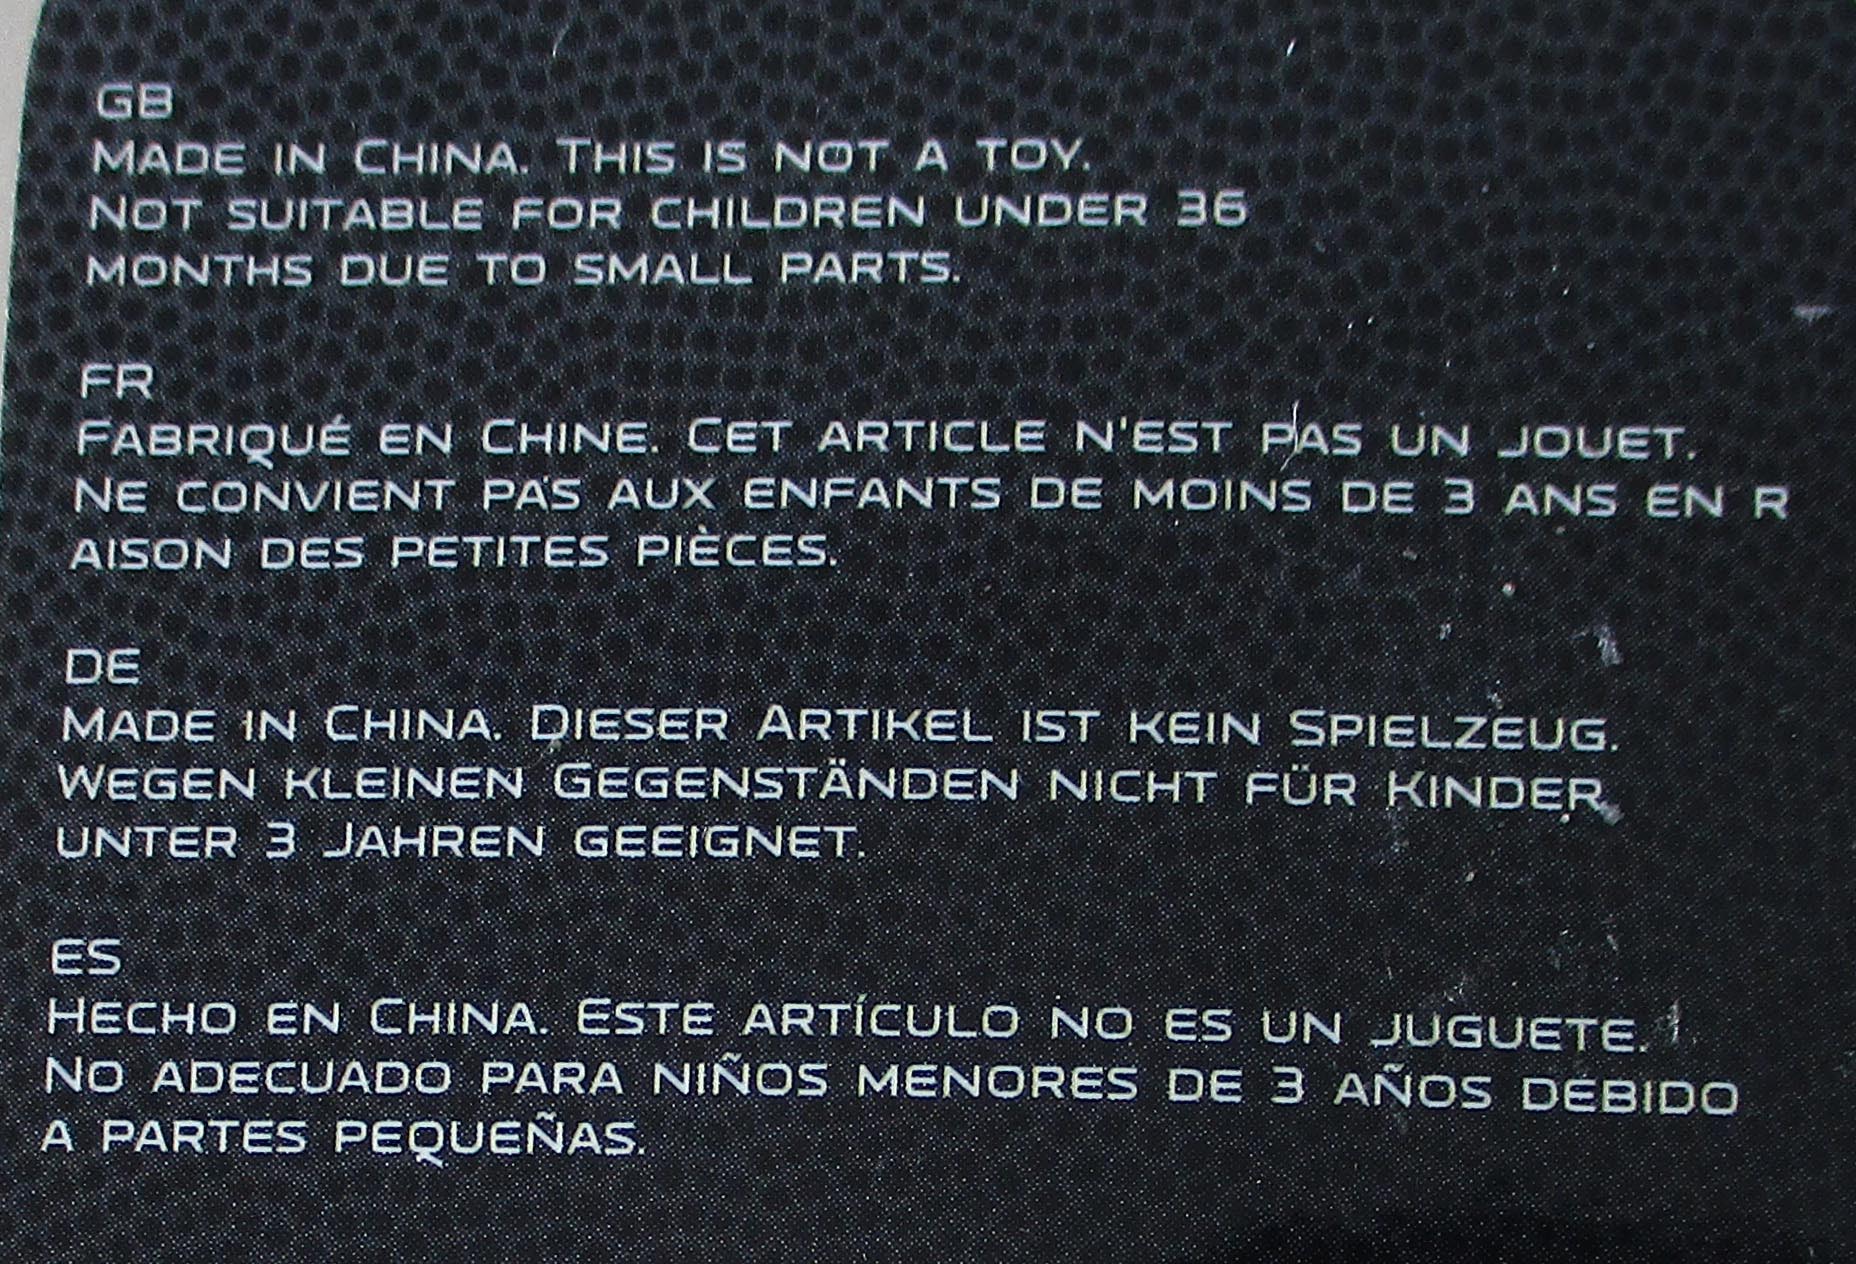 GB
MADE IN CHINA. THIS IS NOT A TOY.
NOT SUITABLE FOR CHILDREN UNDER 36
MONTHS DUE TO SMALL PARTS.
FR
FABRIQUÉ EN CHINE. CET ARTICLE N'EST PAS UN JOUET.
NE CONVIENT PAS AUX ENFANTS DE MOINS DE 3 ANS EN R
AISON DES PETITES PIÈCES.
DE
MADE IN CHINA. DIESER ARTIKEL IST KEIN SPIELZEUG.
WEGEN KLEINEN GEGENSTÄNDEN NICHT FÜR KINDER
UNTER 3 JAHREN GEEIGNET.
ES
HECHO EN CHINA. ESTE ARTÍCULO NO ES UN JUGUETE.
NO ADECUADO PARA NIÑOS MENORES DE 3 AÑOS DEBIDO
A PARTES PEQUEÑAS.